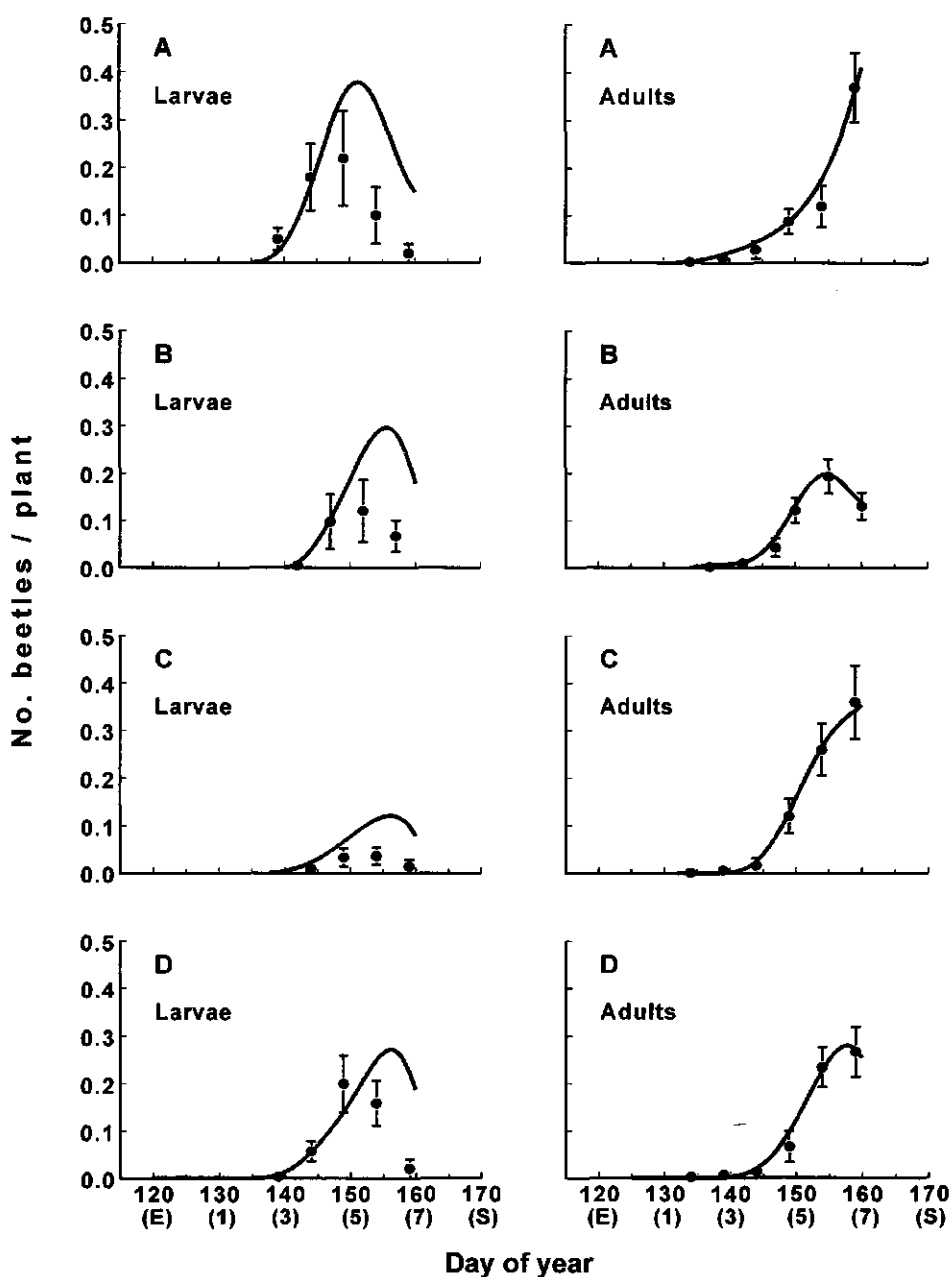 No. beetles / plant
A
Larvae
0.5
0.4
0.3
0.2
0.1
0.0
A
Adults
B
Larvae
0.5
0.4
0.3
0.2
0.1
0.0
B
Adults
C
Larvae
0.5
0.4
0.3
0.2
0.1
0.0
C
Adults
D
Larvae
0.5
0.4
0.3
0.2
0.1
0.0
D
Adults
120 130 140 150 160 170
(E) (1) (3) (5) (7) (S)
120 130 140 150 160 170
(E) (1) (3) (5) (7) (S)
Day of year